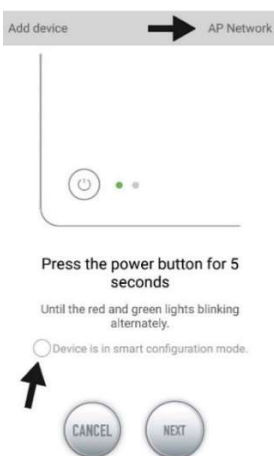 Add device AP Network
Press the power button for 5
seconds
Until the red and green lights blinking
alternately.
Device is in smart configuration mode.
CANCEL NEXT